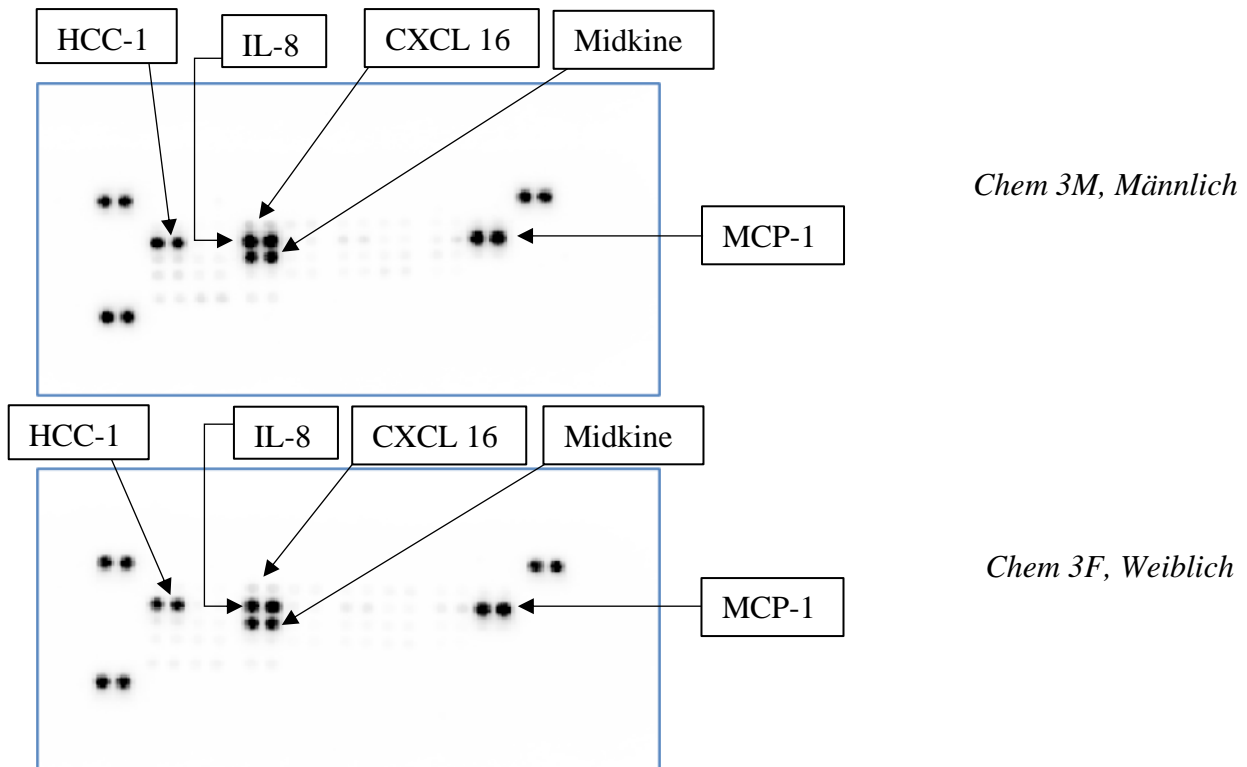 HCC-1
IL-8
CXCL 16
Midkine
Chem 3M, Männlich
MCP-1
HCC-1
IL-8
CXCL 16
Midkine
Chem 3F, Weiblich
MCP-1